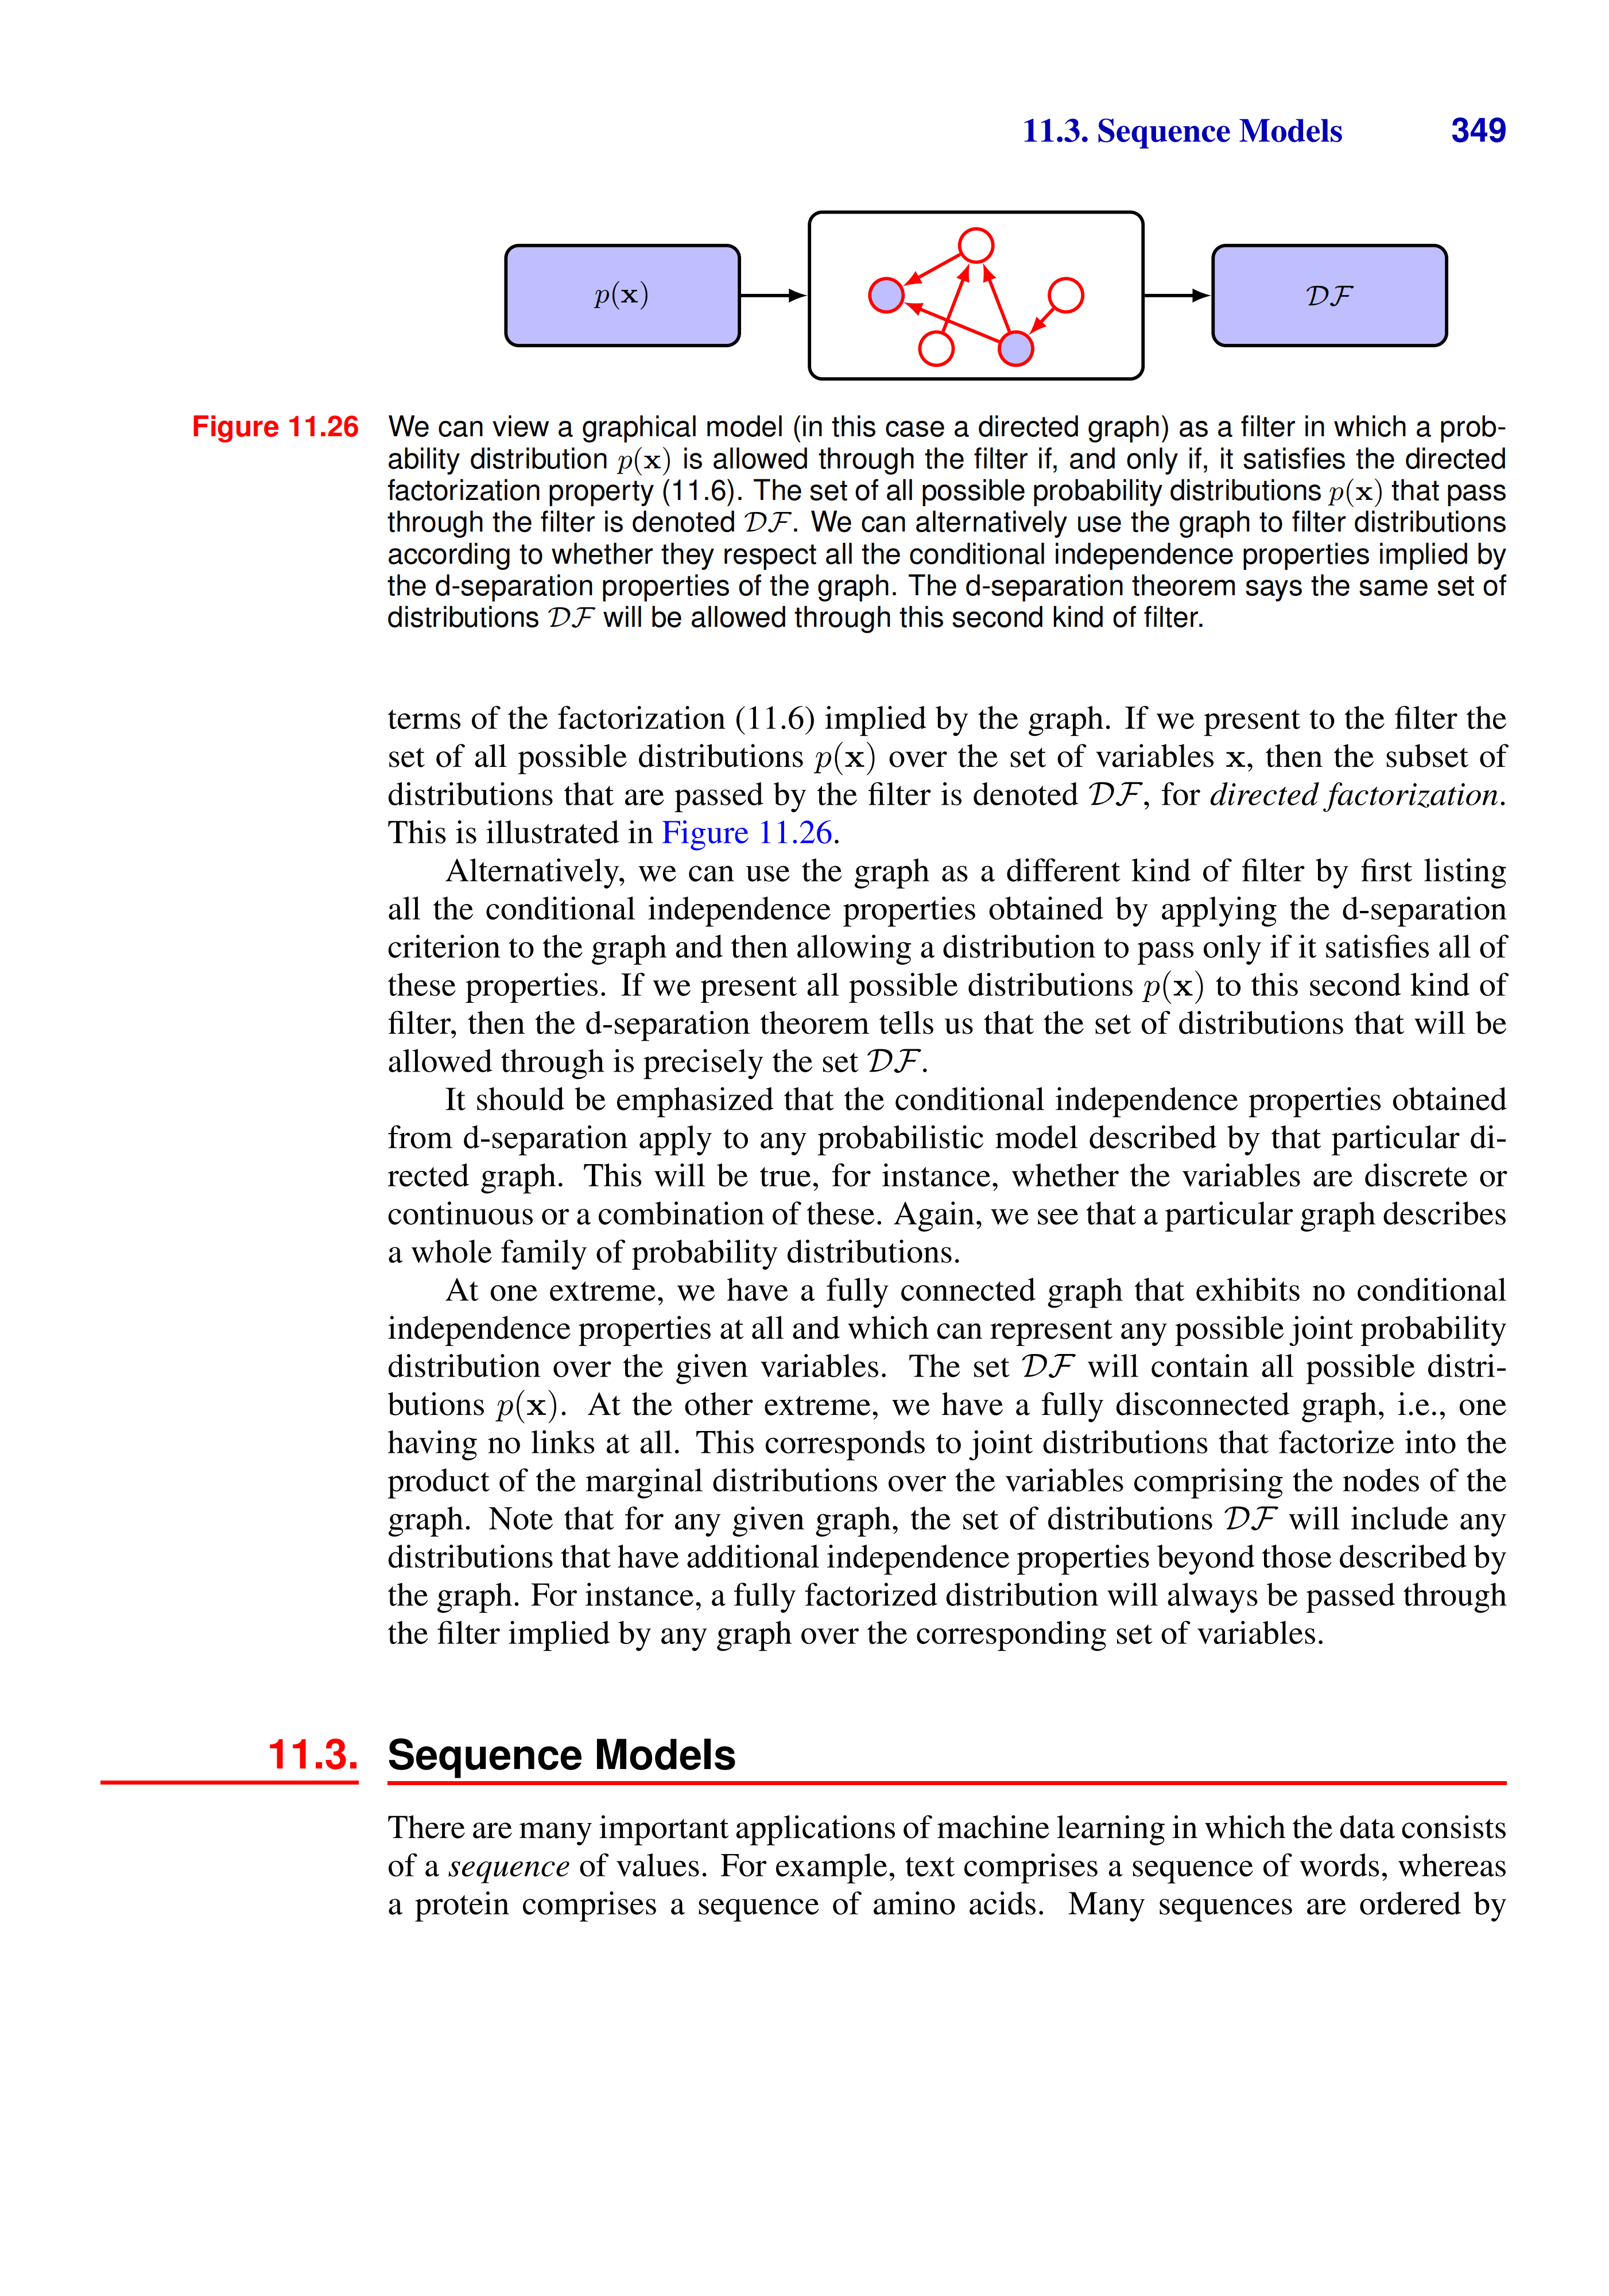 11.3. Sequence Models 349
p(x)
DF
Figure 11.26 We can view a graphical model (in this case a directed graph) as a filter in which a prob-
ability distribution p(x) is allowed through the filter if, and only if, it satisfies the directed
factorization property (11.6). The set of all possible probability distributions p(x) that pass
through the filter is denoted DF. We can alternatively use the graph to filter distributions
according to whether they respect all the conditional independence properties implied by
the d-separation properties of the graph. The d-separation theorem says the same set of
distributions DF will be allowed through this second kind of filter.
terms of the factorization (11.6) implied by the graph. If we present to the filter the
set of all possible distributions p(x) over the set of variables x, then the subset of
distributions that are passed by the filter is denoted DF, for directed factorization.
This is illustrated in Figure 11.26.
Alternatively, we can use the graph as a different kind of filter by first listing
all the conditional independence properties obtained by applying the d-separation
criterion to the graph and then allowing a distribution to pass only if it satisfies all of
these properties. If we present all possible distributions p(x) to this second kind of
filter, then the d-separation theorem tells us that the set of distributions that will be
allowed through is precisely the set DF.
It should be emphasized that the conditional independence properties obtained
from d-separation apply to any probabilistic model described by that particular di-
rected graph. This will be true, for instance, whether the variables are discrete or
continuous or a combination of these. Again, we see that a particular graph describes
a whole family of probability distributions.
At one extreme, we have a fully connected graph that exhibits no conditional
independence properties at all and which can represent any possible joint probability
distribution over the given variables. The set DF will contain all possible distri-
butions p(x). At the other extreme, we have a fully disconnected graph, i.e., one
having no links at all. This corresponds to joint distributions that factorize into the
product of the marginal distributions over the variables comprising the nodes of the
graph. Note that for any given graph, the set of distributions DF will include any
distributions that have additional independence properties beyond those described by
the graph. For instance, a fully factorized distribution will always be passed through
the filter implied by any graph over the corresponding set of variables.
11.3. Sequence Models
There are many important applications of machine learning in which the data consists
of a sequence of values. For example, text comprises a sequence of words, whereas
a protein comprises a sequence of amino acids. Many sequences are ordered by